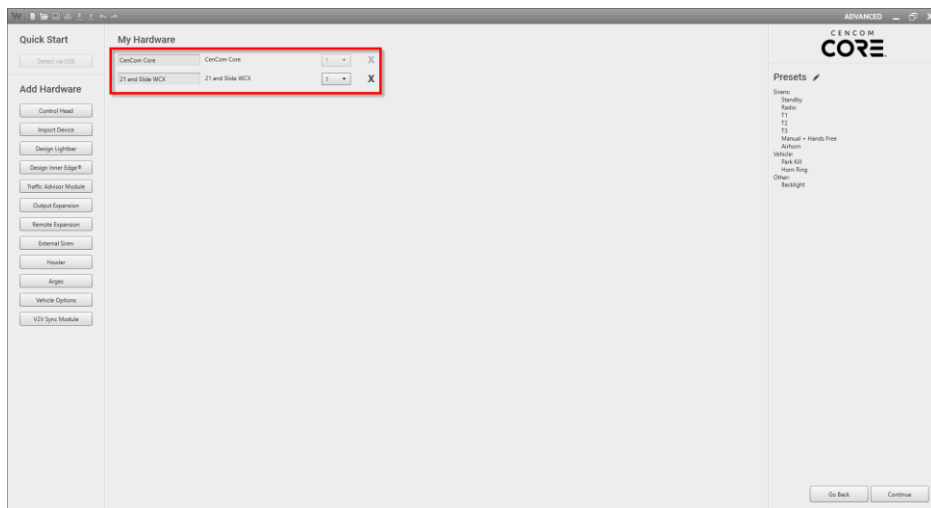 ADVANCED
Quick Start
Detect via USB
Add Hardware
Control Head
Import Device
Design Lightbar
Design Inner Edge®
Traffic Advisor Module
Output Expansion
Remote Expansion
External Siren
Howler
Arges
Vehicle Options
V2V Sync Module
My Hardware
CenCom Core CenCom Core 1 X
21 and Slide WCX 21 and Slide WCX 1 X
CENCOM
CORE
Presets
Sirens:
Standby
Radio
T1
T2
T3
Manual + Hands Free
Airhorn
Vehicle:
Park Kill
Horn Ring
Other:
Backlight
Go Back Continue